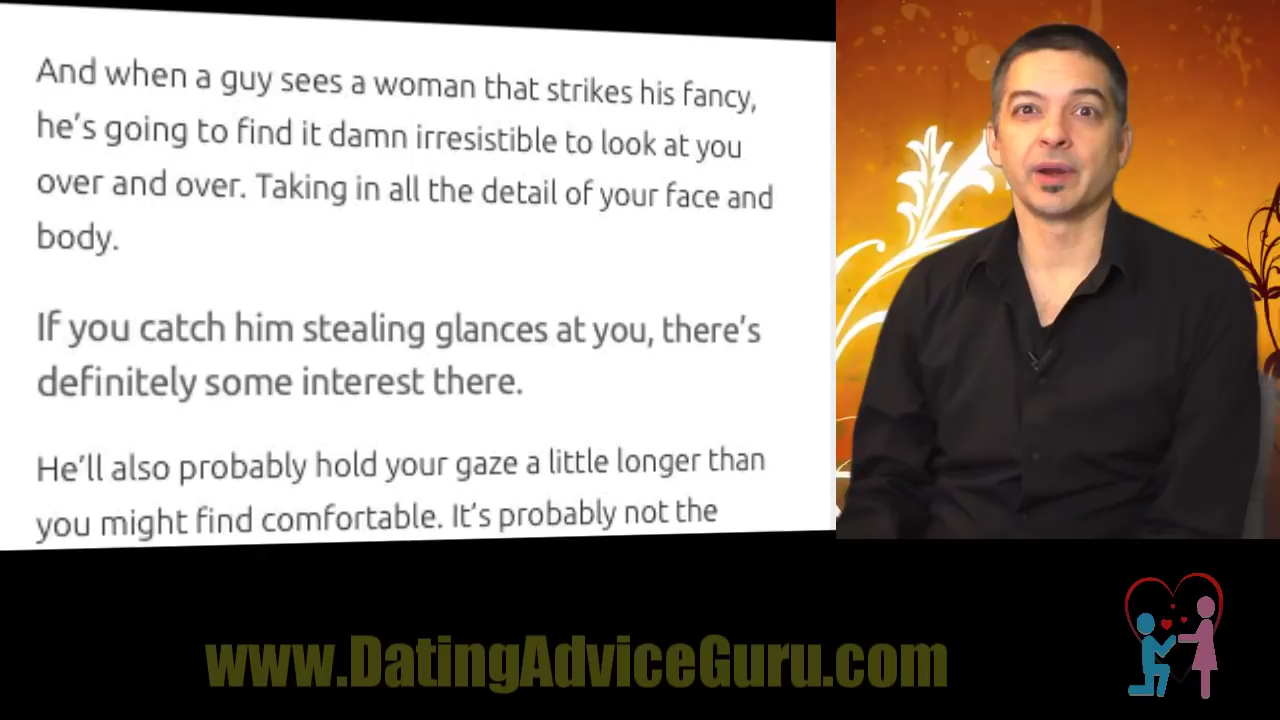 And when a guy sees a woman that strikes his fancy,
he's going to find it damn irresistible to look at you
over and over. Taking in all the detail of your face and
body.
If you catch him stealing glances at you, there's
definitely some interest there.
He'll also probably hold your gaze a little longer than
you might find comfortable. It's probably not the
www.DatingAdviceGuru.com